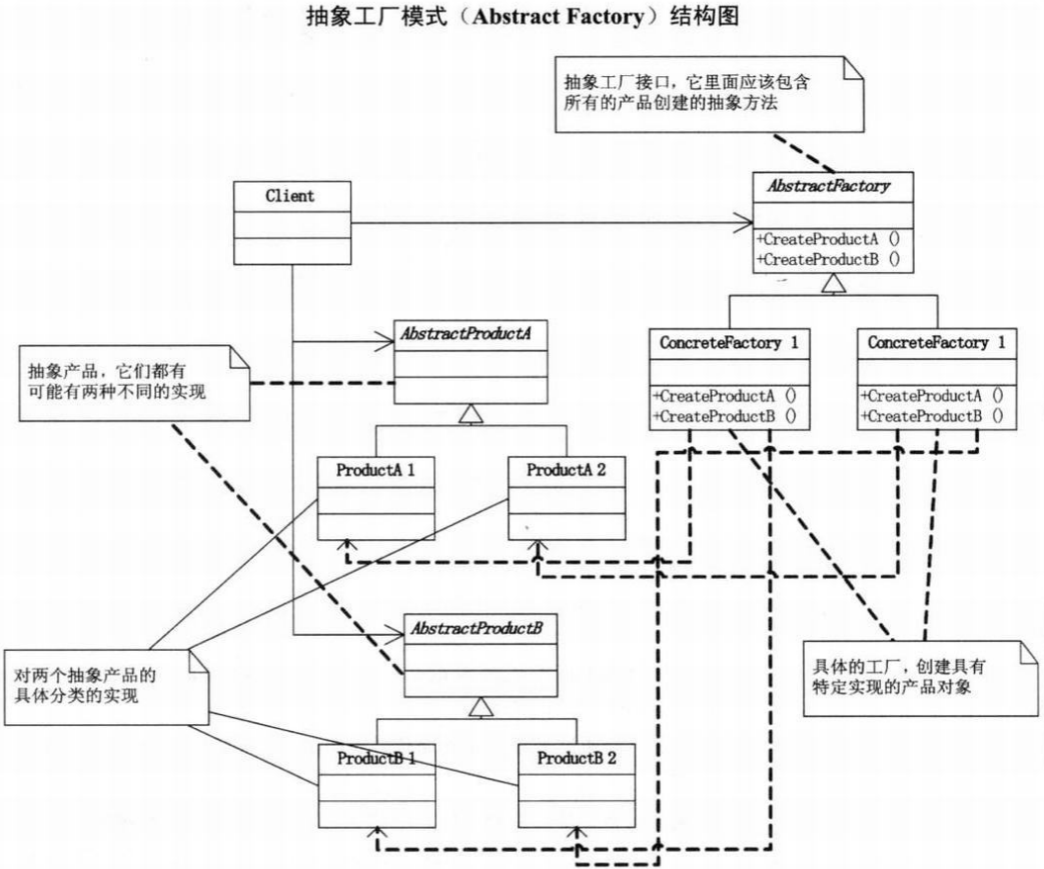 抽象工厂模式（Abstract Factory）结构图
抽象工厂接口，它里面应该包含
所有的产品创建的抽象方法
Client
AbstractFactory
+CreateProductA ()
+CreateProductB ()
AbstractProductA
ConcreteFactory 1
+CreateProductA ()
+CreateProductB ()
ConcreteFactory 1
+CreateProductA ()
+CreateProductB ()
抽象产品，它们都有
可能有两种不同的实现
ProductA 1
ProductA 2
AbstractProductB
对两个抽象产品的
具体分类的实现
具体的工厂，创建具有
特定实现的产品对象
ProductB 1
ProductB 2